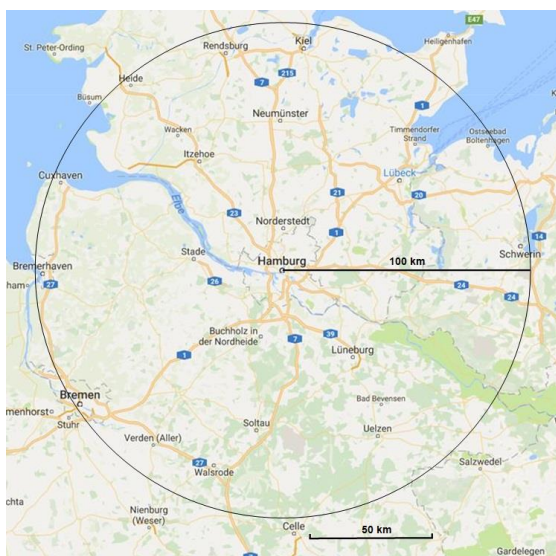 E47
St. Peter-Ording
Rendsburg
Kiel
Heiligenhafen
7
215
Heide
Büsum
1
Neumünster
Wacken
Timmendorfer
Strand
Ostseebad
Boltenhagen
Itzehoe
Cuxhaven
Lübeck
21
20
Elbe
23
Norderstedt
1
14
Stade
Hamburg
100 km
Schwerin
Bremerhaven
ham
27
26
24
24
Buchholz in
der Nordheide
7
39
Lüneburg
1
Bremen
menhorst
Stuhr
Bad Bevensen
Soltau
Uelzen
Verden (Aller)
27
Walsrode
Salzwedel
chta
Nienburg
(Weser)
Celle
50 km
Gardelegen